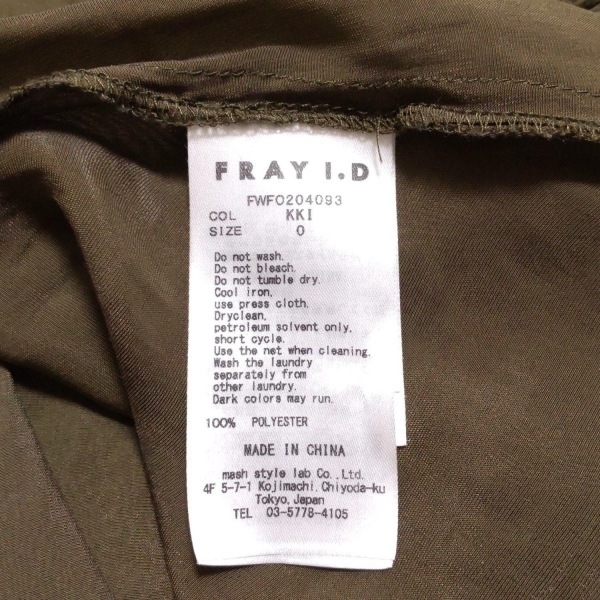 FRAY I.D
FWFO204093
COL KKI
SIZE 0
Do not wash.
Do not bleach.
Do not tumble dry.
Cool iron,
use press cloth.
Dryclean,
petroleum solvent only,
short cycle.
Use the net when cleaning.
Wash the laundry
separately from
other laundry.
Dark colors may run.
100% POLYESTER
MADE IN CHINA
mash style lab Co.,Ltd.
4F 5-7-1 Kojimachi,Chiyoda-ku
Tokyo,Japan
TEL 03-5778-4105